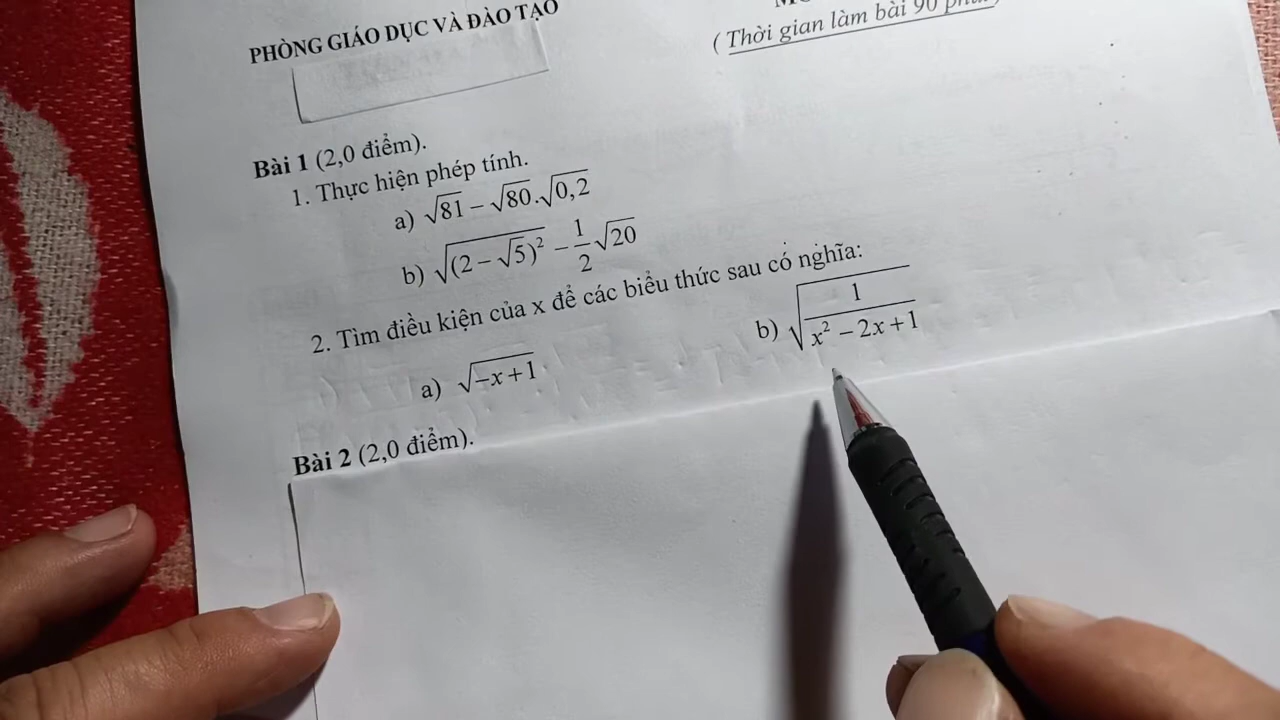 PHÒNG GIÁO DỤC VÀ ĐÀO TẠO
( Thời gian làm bài 90
Bài 1 (2,0 điểm).
1. Thực hiện phép tính.
a) √81 − √80.√0,2
b) √(2 − √5)² − 1/2 √20
2. Tìm điều kiện của x để các biểu thức sau có nghĩa:
a) √−x+1 b) √1/(x² − 2x + 1)
Bài 2 (2,0 điểm).